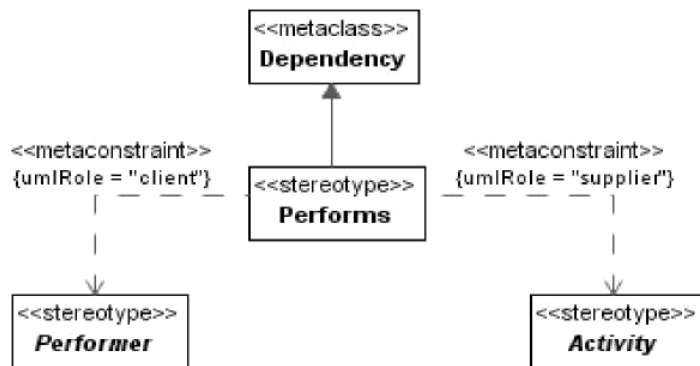 <<metaclass>>
Dependency
<<metaconstraint>>
{umlRole = "client"}
<<metaconstraint>>
{umlRole = "supplier"}
<<stereotype>>
Performs
<<stereotype>>
Performer
<<stereotype>>
Activity